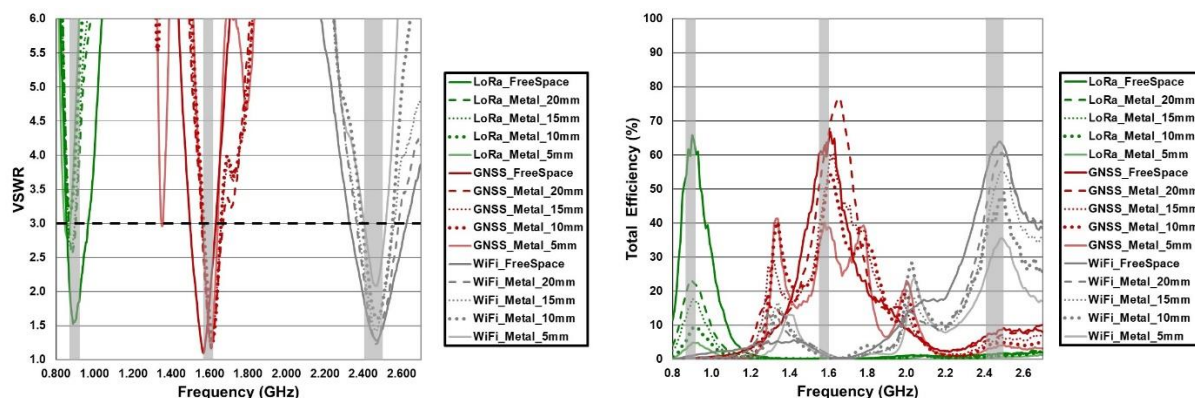 VSWR
6.0
5.5
5.0
4.5
4.0
3.5
3.0
2.5
2.0
1.5
1.0
0.80 1.000 1.200 1.400 1.600 1.800 2.000 2.200 2.400 2.600
Frequency (GHz)
LoRa_FreeSpace
LoRa_Metal_20mm
LoRa_Metal_15mm
LoRa_Metal_10mm
LoRa_Metal_5mm
GNSS_FreeSpace
GNSS_Metal_20mm
GNSS_Metal_15mm
GNSS_Metal_10mm
GNSS_Metal_5mm
WiFi_FreeSpace
WiFi_Metal_20mm
WiFi_Metal_15mm
WiFi_Metal_10mm
WiFi_Metal_5mm
Total Efficiency (%)
100
90
80
70
60
50
40
30
20
10
0
0.8 1.0 1.2 1.4 1.6 1.8 2.0 2.2 2.4 2.6
Frequency (GHz)
LoRa_FreeSpace
LoRa_Metal_20mm
LoRa_Metal_15mm
LoRa_Metal_10mm
LoRa_Metal_5mm
GNSS_FreeSpace
GNSS_Metal_20mm
GNSS_Metal_15mm
GNSS_Metal_10mm
GNSS_Metal_5mm
WiFi_FreeSpace
WiFi_Metal_20mm
WiFi_Metal_15mm
WiFi_Metal_10mm
WiFi_Metal_5mm